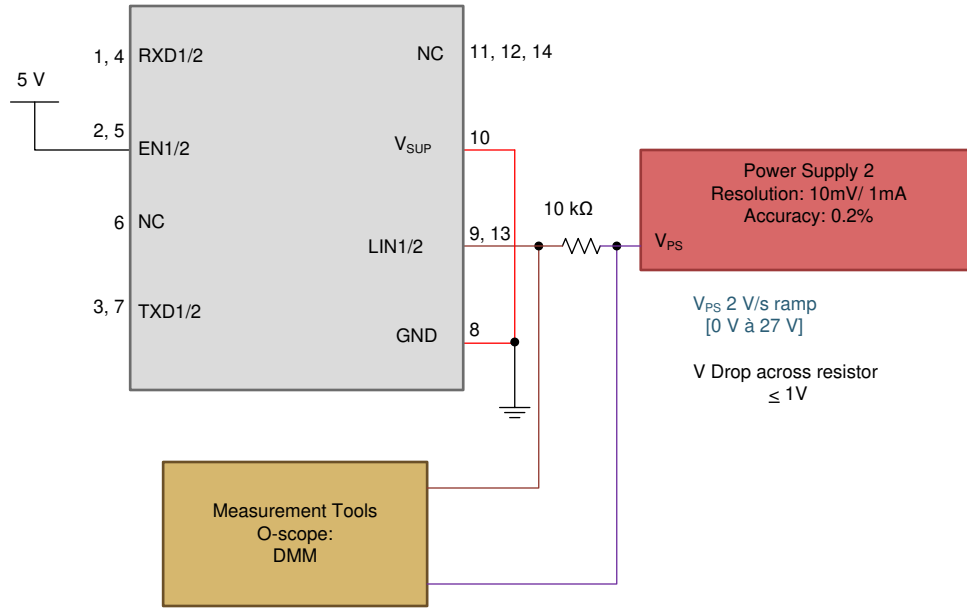 1, 4
RXD1/2
NC
11, 12, 14
5 V
2, 5
EN1/2
VSUP
10
6
NC
LIN1/2
9, 13
10 kΩ
3, 7
TXD1/2
GND
8
Power Supply 2
Resolution: 10mV/ 1mA
Accuracy: 0.2%
VPS
VPS 2 V/s ramp
[0 V à 27 V]
V Drop across resistor
≤ 1V
Measurement Tools
O-scope:
DMM